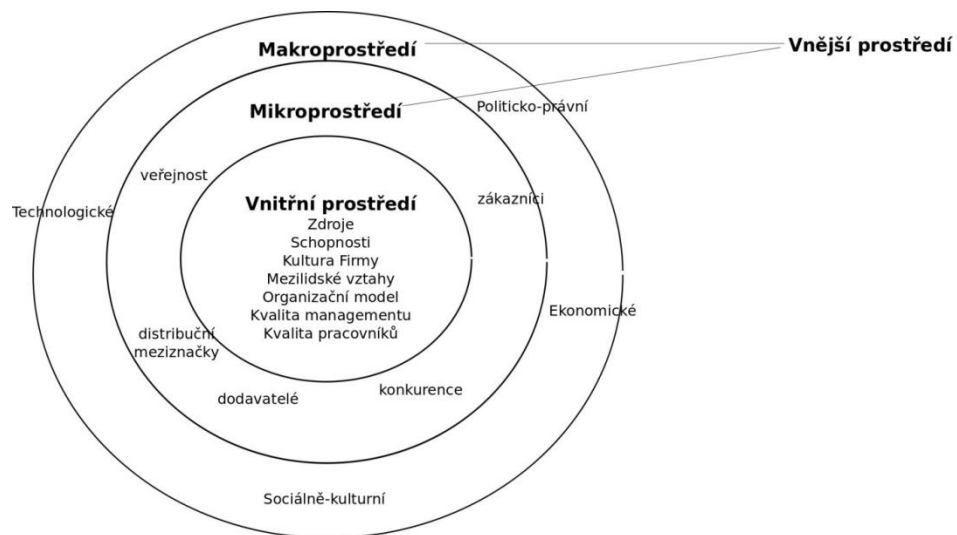 Makroprostředí
Vnější prostředí
Mikroprostředí
Politicko-právní
veřejnost
zákazníci
Technologické
Vnitřní prostředí
Zdroje
Schopnosti
Kultura Firmy
Mezilidské vztahy
Organizační model
Kvalita managementu
Kvalita pracovníků
Ekonomické
distribuční
meziznačky
dodavatelé
konkurence
Sociálně-kulturní